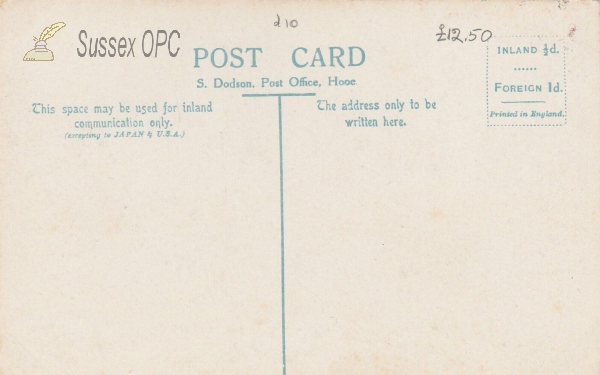 d10
£12.50
Sussex OPC
POST CARD
S. Dodson, Post Office, Hooe
This space may be used for inland
communication only.
(excepting to JAPAN & U.S.A.)
The address only to be
written here.
INLAND ½d.
FOREIGN 1d.
Printed in England.